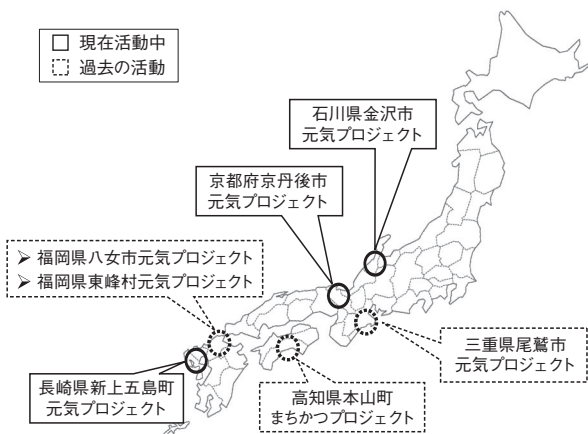 現在活動中
過去の活動
石川県金沢市
元気プロジェクト
京都府京丹後市
元気プロジェクト
➢ 福岡県八女市元気プロジェクト
➢ 福岡県東峰村元気プロジェクト
三重県尾鷲市
元気プロジェクト
長崎県新上五島町
元気プロジェクト
高知県本山町
まちかつプロジェクト